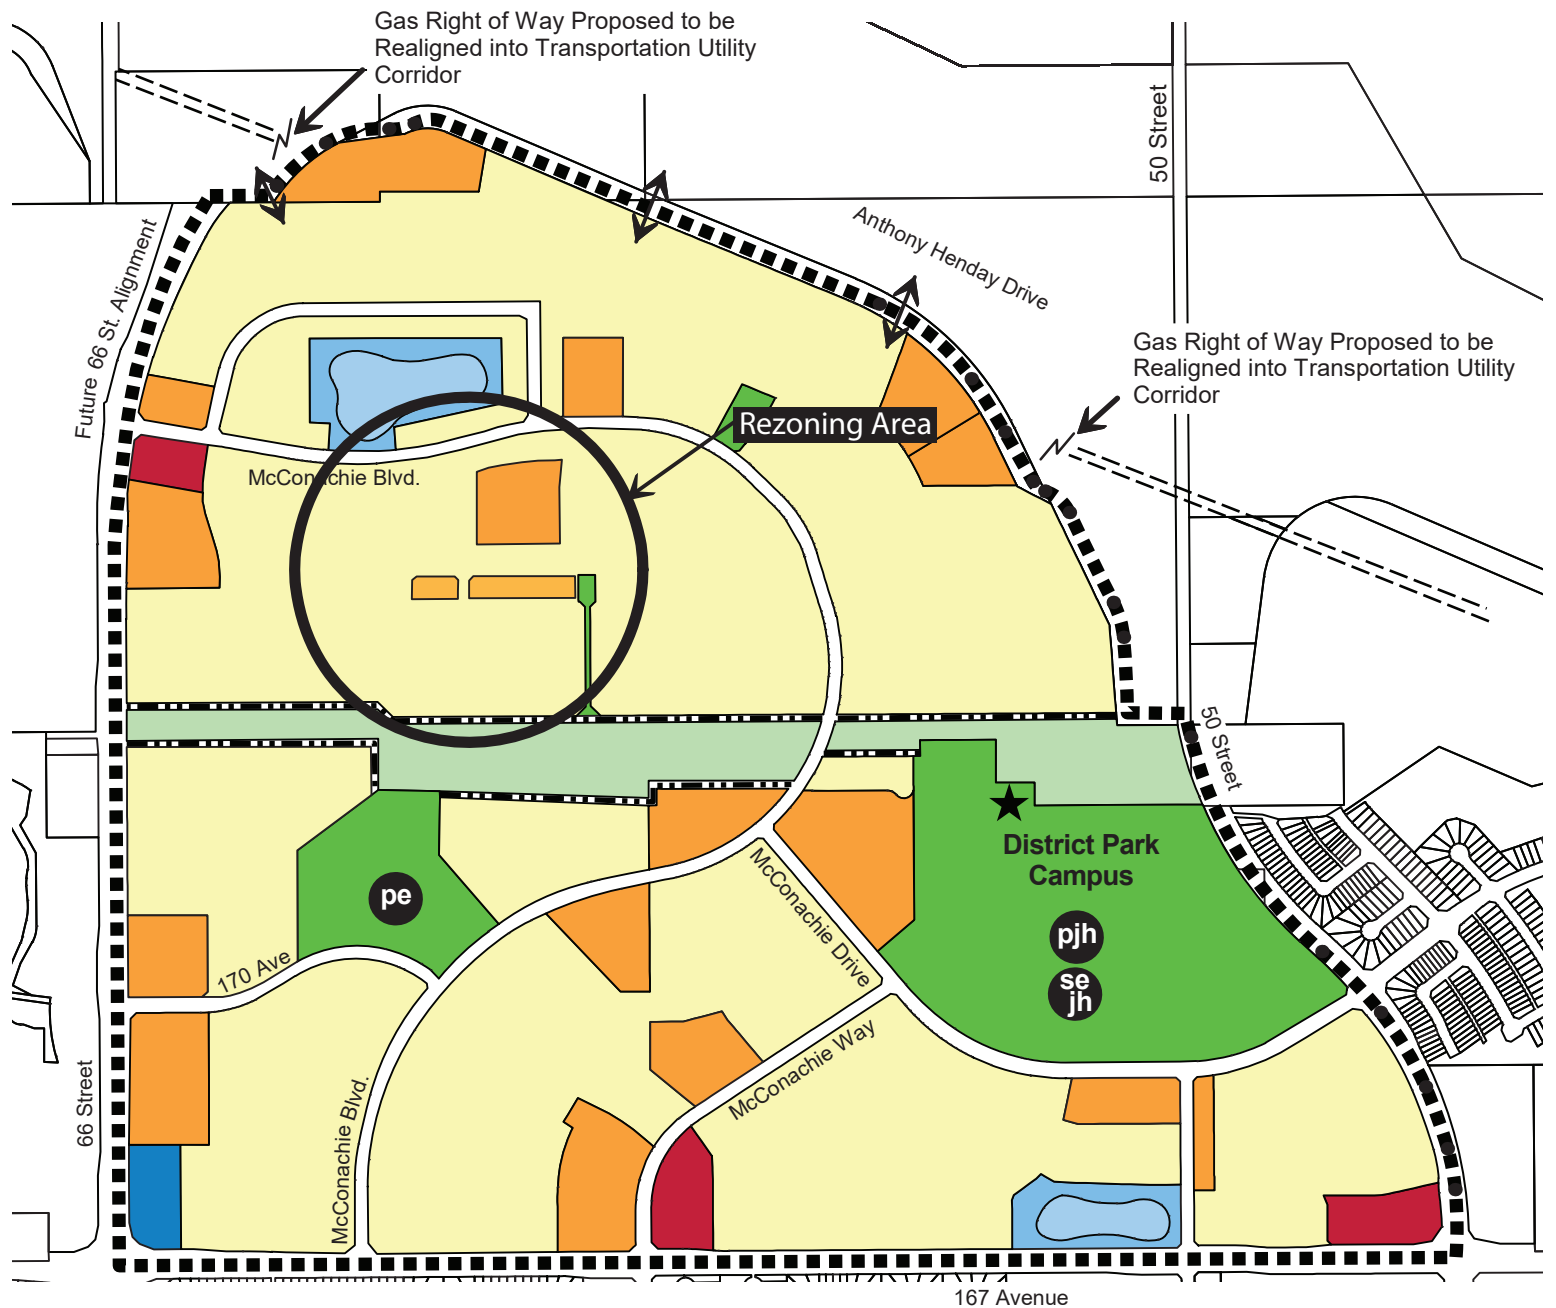 Gas Right of Way Proposed to be
Realigned into Transportation Utility
Corridor
50 Street
Anthony Henday Drive
Future 66 St. Alignment
Gas Right of Way Proposed to be
Realigned into Transportation Utility
Corridor
Rezoning Area
McConachie Blvd.
50 Street
District Park
Campus
pe
McConachie Drive
pjh
170 Ave
se
jh
McConachie Way
66 Street
McConachie Blvd.
167 Avenue